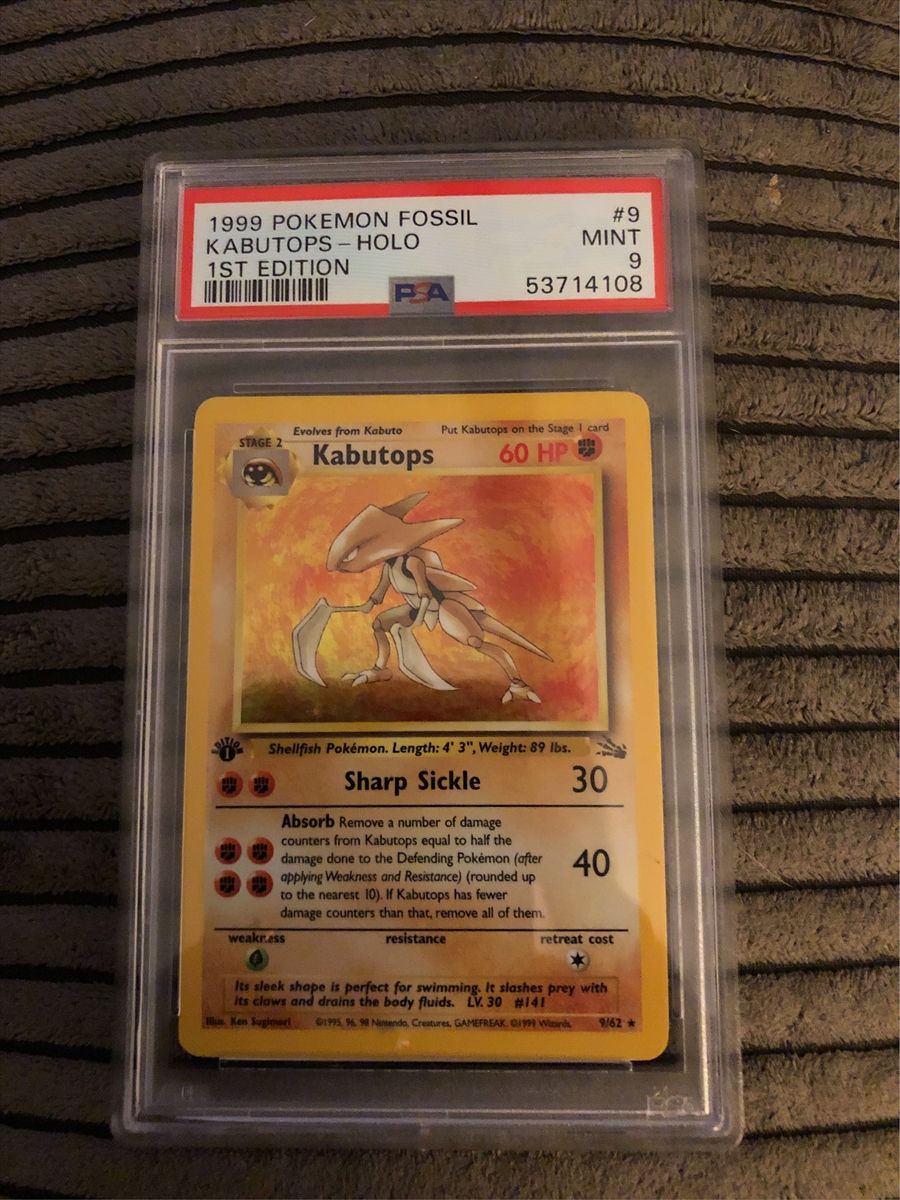 1999 POKEMON FOSSIL #9
KABUTOPS - HOLO MINT
1ST EDITION 9
PSA 53714108
Evolves from Kabuto Put Kabutops on the Stage 1 card
STAGE 2
Kabutops 60 HP
EDITION 1
Shellfish Pokémon. Length: 4' 3", Weight: 89 lbs.
Sharp Sickle 30
Absorb Remove a number of damage
counters from Kabutops equal to half the
damage done to the Defending Pokémon (after
applying Weakness and Resistance) (rounded up
to the nearest 10). If Kabutops has fewer
damage counters than that, remove all of them.
40
weakness resistance retreat cost
Its sleek shape is perfect for swimming. It slashes prey with
its claws and drains the body fluids. LV. 30 #141
Illus. Ken Sugimori ©1995, 96, 98 Nintendo, Creatures, GAMEFREAK. ©1999 Wizards. 9/62 ★